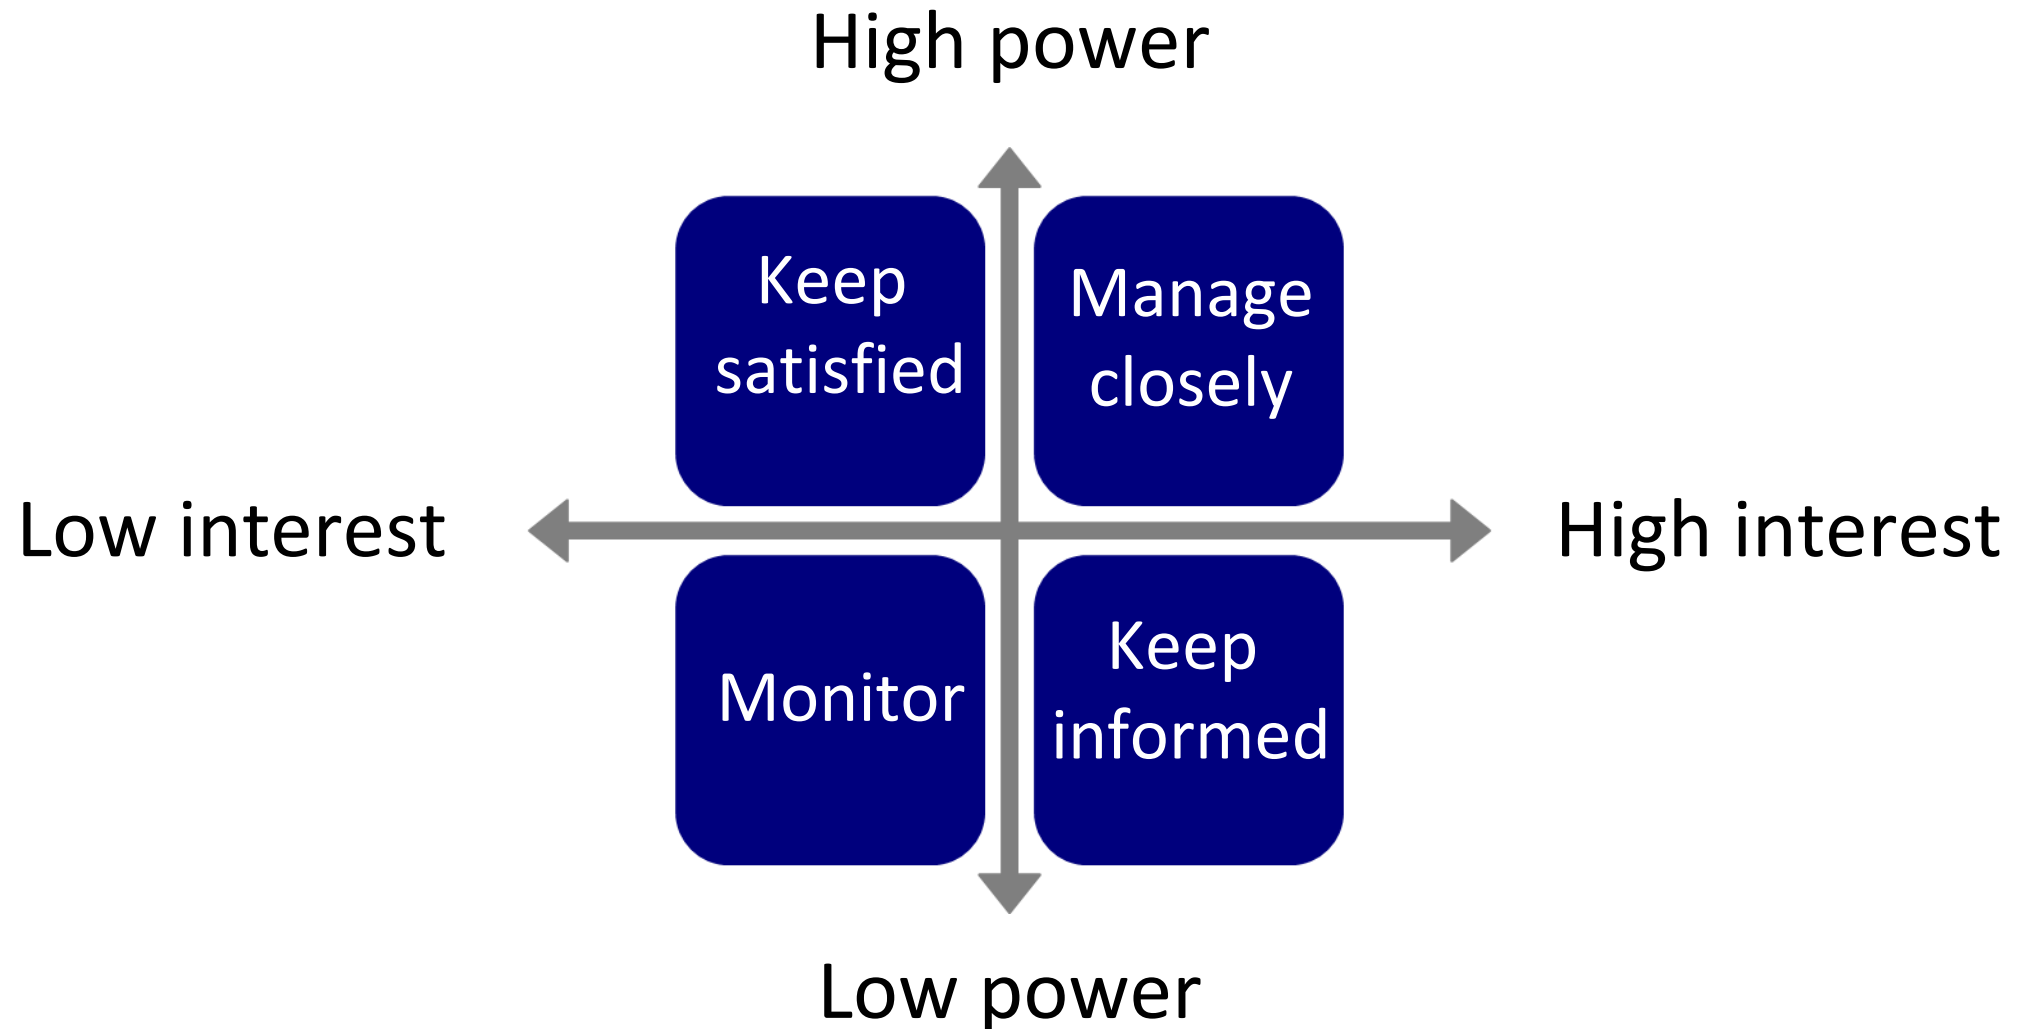 High power
Keep
satisfied
Manage
closely
Low interest
High interest
Monitor
Keep
informed
Low power